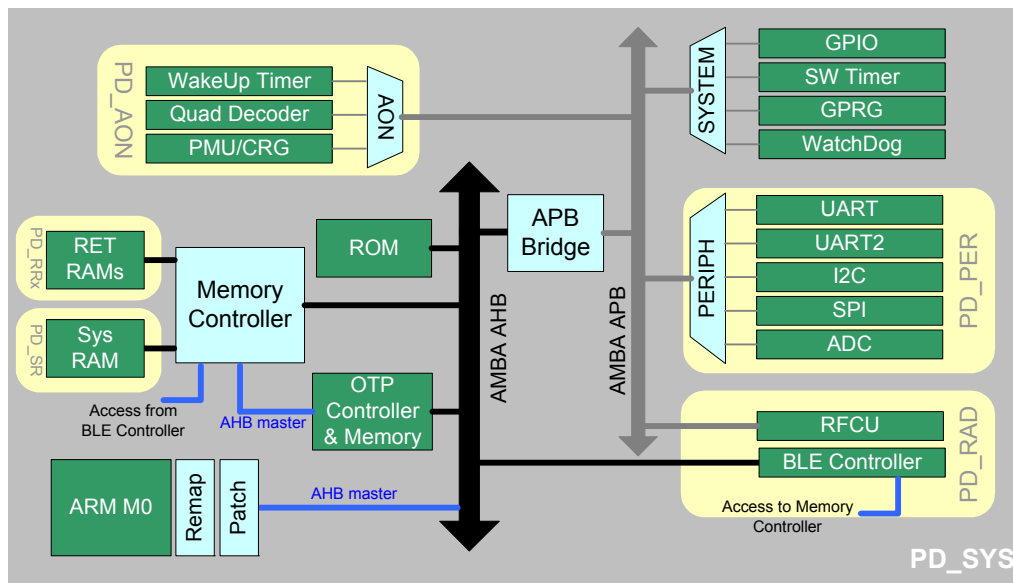 PD_AON
WakeUp Timer
Quad Decoder
PMU/CRG
AON
SYSTEM
GPIO
SW Timer
GPRG
WatchDog
PD_RRx
RET
RAMs
PD_SR
Sys
RAM
Memory
Controller
ROM
APB
Bridge
AMBA AHB
AMBA APB
PERIPH
UART
UART2
I2C
SPI
ADC
PD_PER
Access from
BLE Controller
AHB master
OTP
Controller
& Memory
RFCU
BLE Controller
PD_RAD
Access to Memory
Controller
ARM M0
Remap
Patch
AHB master
PD_SYS